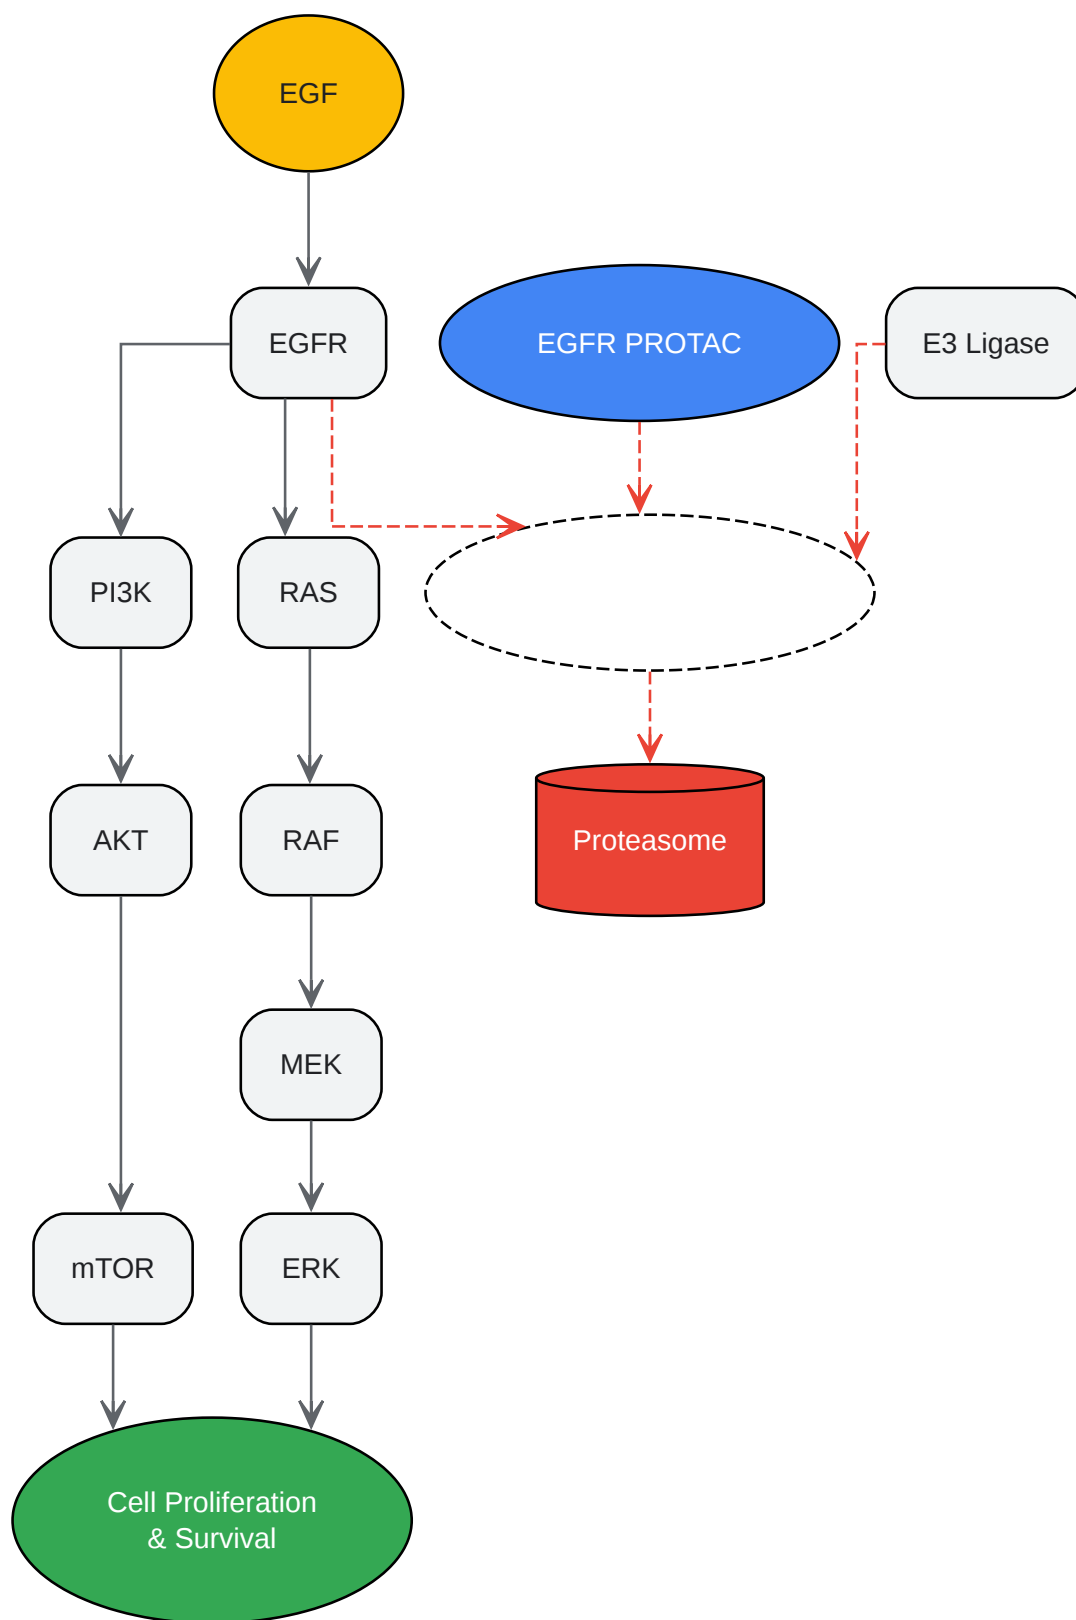 EGF
EGFR
EGFR PROTAC
E3 Ligase
PI3K
RAS
AKT
RAF
Proteasome
MEK
mTOR
ERK
Cell Proliferation
& Survival